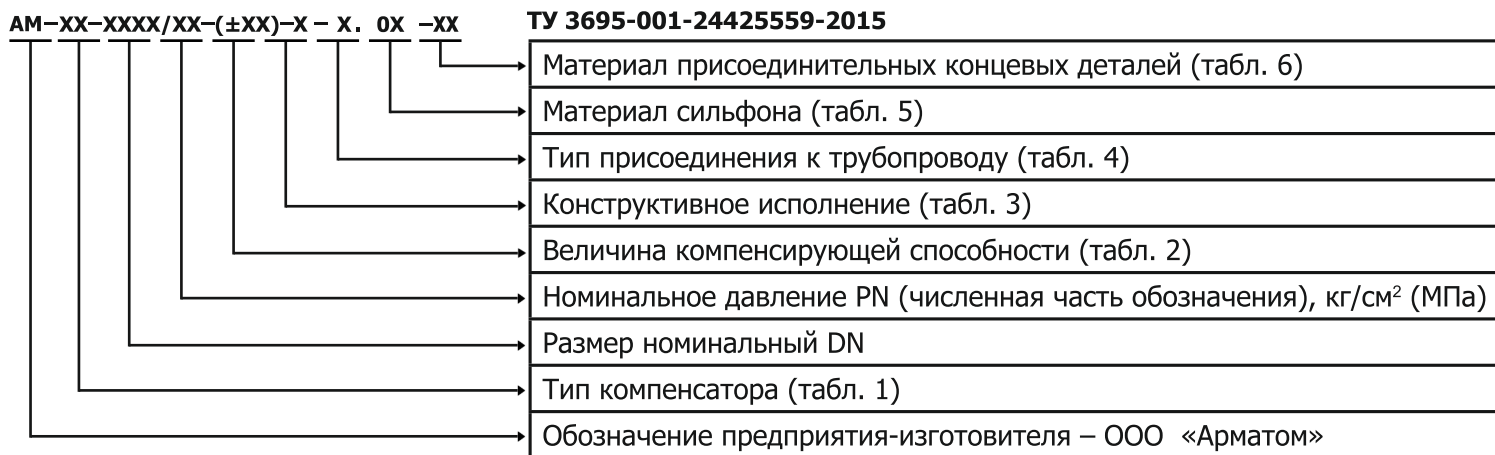 АМ–ХХ–ХХХХ/ХХ–(±ХХ)–Х – Х. 0Х –ХХ ТУ 3695-001-24425559-2015
Материал присоединительных концевых деталей (табл. 6)
Материал сильфона (табл. 5)
Тип присоединения к трубопроводу (табл. 4)
Конструктивное исполнение (табл. 3)
Величина компенсирующей способности (табл. 2)
Номинальное давление PN (численная часть обозначения), кг/см² (МПа)
Размер номинальный DN
Тип компенсатора (табл. 1)
Обозначение предприятия-изготовителя – ООО «Арматом»